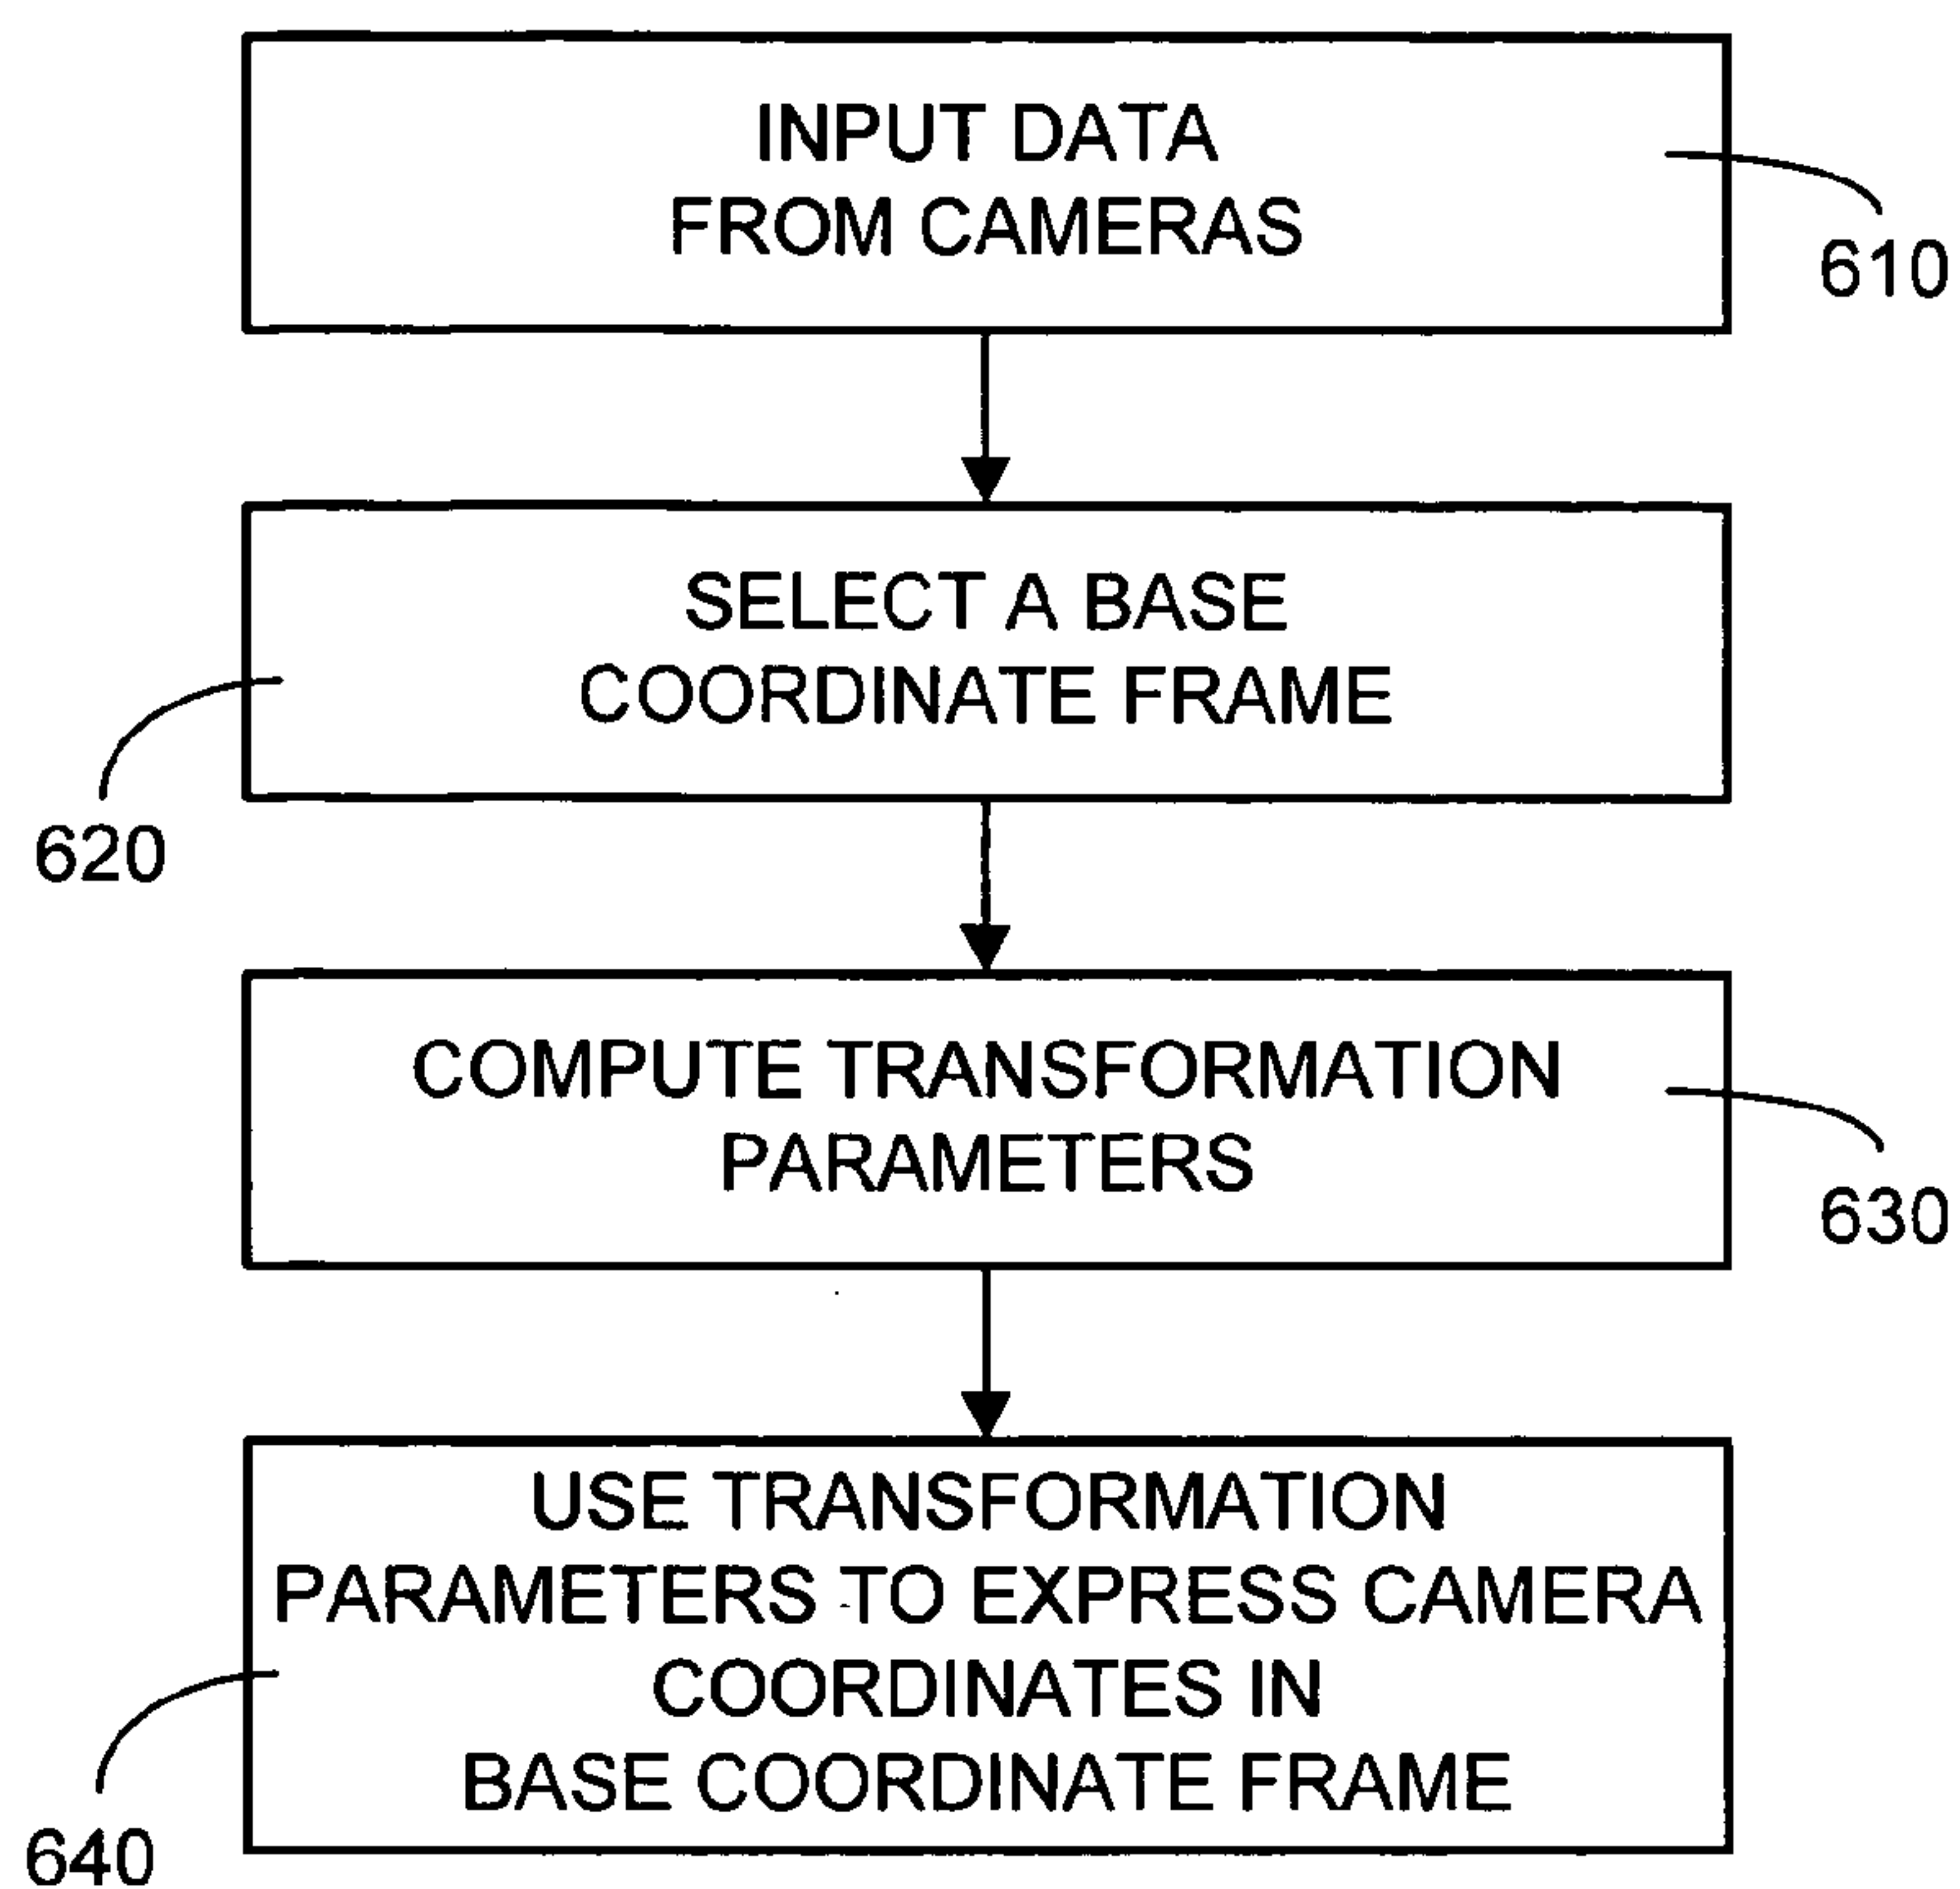 INPUT DATA
FROM CAMERAS
610
SELECT A BASE
COORDINATE FRAME
620
COMPUTE TRANSFORMATION
PARAMETERS
630
USE TRANSFORMATION
PARAMETERS TO EXPRESS CAMERA
COORDINATES IN
BASE COORDINATE FRAME
640